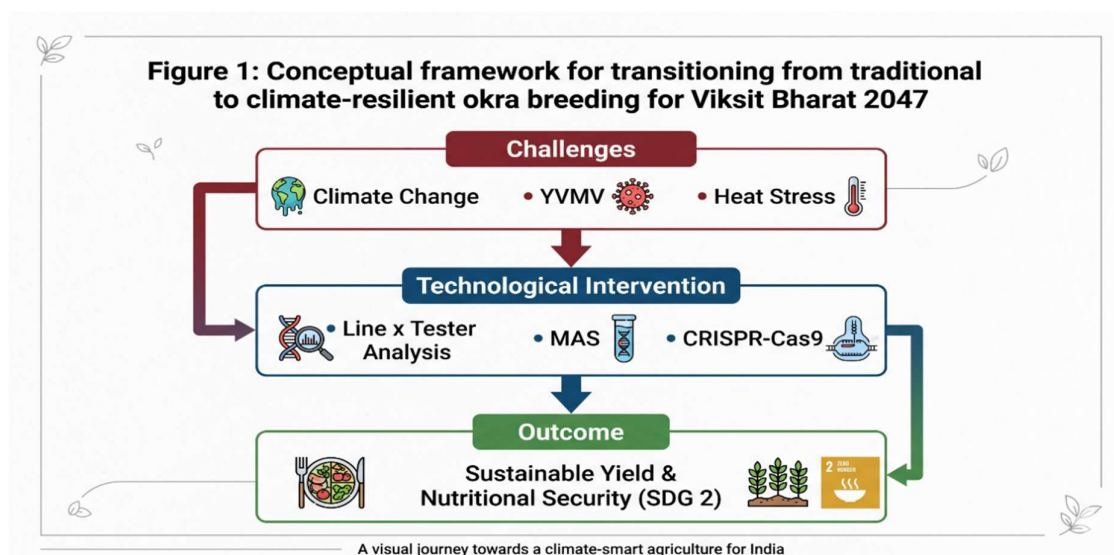 Figure 1: Conceptual framework for transitioning from traditional
to climate-resilient okra breeding for Viksit Bharat 2047
Challenges
Climate Change
• YVMV
• Heat Stress
Technological Intervention
• Line x Tester
Analysis
• MAS
• CRISPR-Cas9
Outcome
Sustainable Yield &
Nutritional Security (SDG 2)
2 ZERO
HUNGER
A visual journey towards a climate-smart agriculture for India